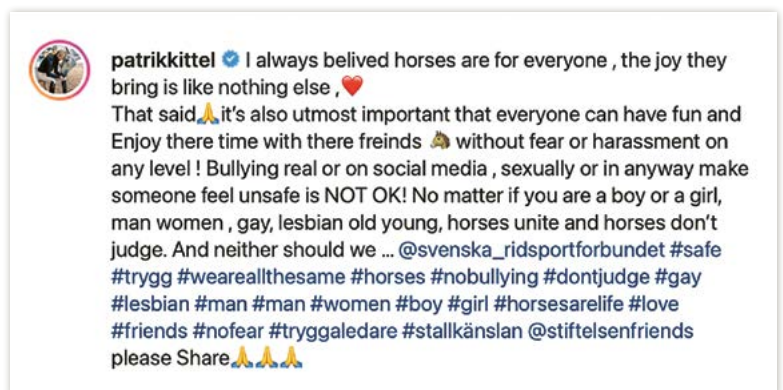 patrikkittel I always belived horses are for everyone , the joy they
bring is like nothing else ,❤️
That said🙏it's also utmost important that everyone can have fun and
Enjoy there time with there freinds 🐴 without fear or harassment on
any level ! Bullying real or on social media , sexually or in anyway make
someone feel unsafe is NOT OK! No matter if you are a boy or a girl,
man women , gay, lesbian old young, horses unite and horses don't
judge. And neither should we ... @svenska_ridsportforbundet #safe
#trygg #weareallthesame #horses #nobullying #dontjudge #gay
#lesbian #man #man #women #boy #girl #horsesarelife #love
#friends #nofear #tryggaledare #stallkänslan @stiftelsenfriends
please Share🙏🙏🙏